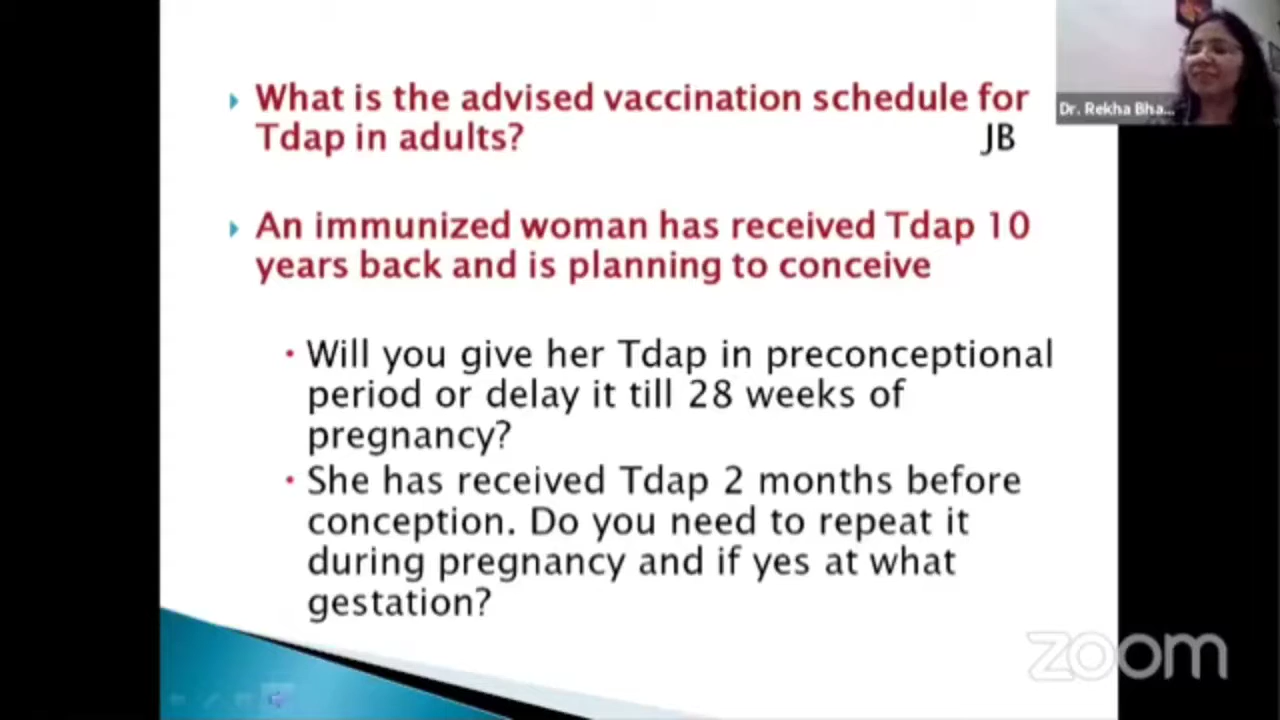 What is the advised vaccination schedule for
Tdap in adults? JB
An immunized woman has received Tdap 10
years back and is planning to conceive
Will you give her Tdap in preconceptional
period or delay it till 28 weeks of
pregnancy?
She has received Tdap 2 months before
conception. Do you need to repeat it
during pregnancy and if yes at what
gestation?
Dr. Rekha Bha...
zoom